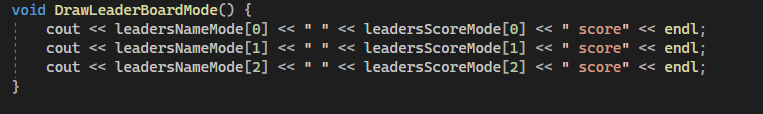 void DrawLeaderBoardMode() {
    cout << leadersNameMode[0] << " " << leadersScoreMode[0] << " score" << endl;
    cout << leadersNameMode[1] << " " << leadersScoreMode[1] << " score" << endl;
    cout << leadersNameMode[2] << " " << leadersScoreMode[2] << " score" << endl;
}